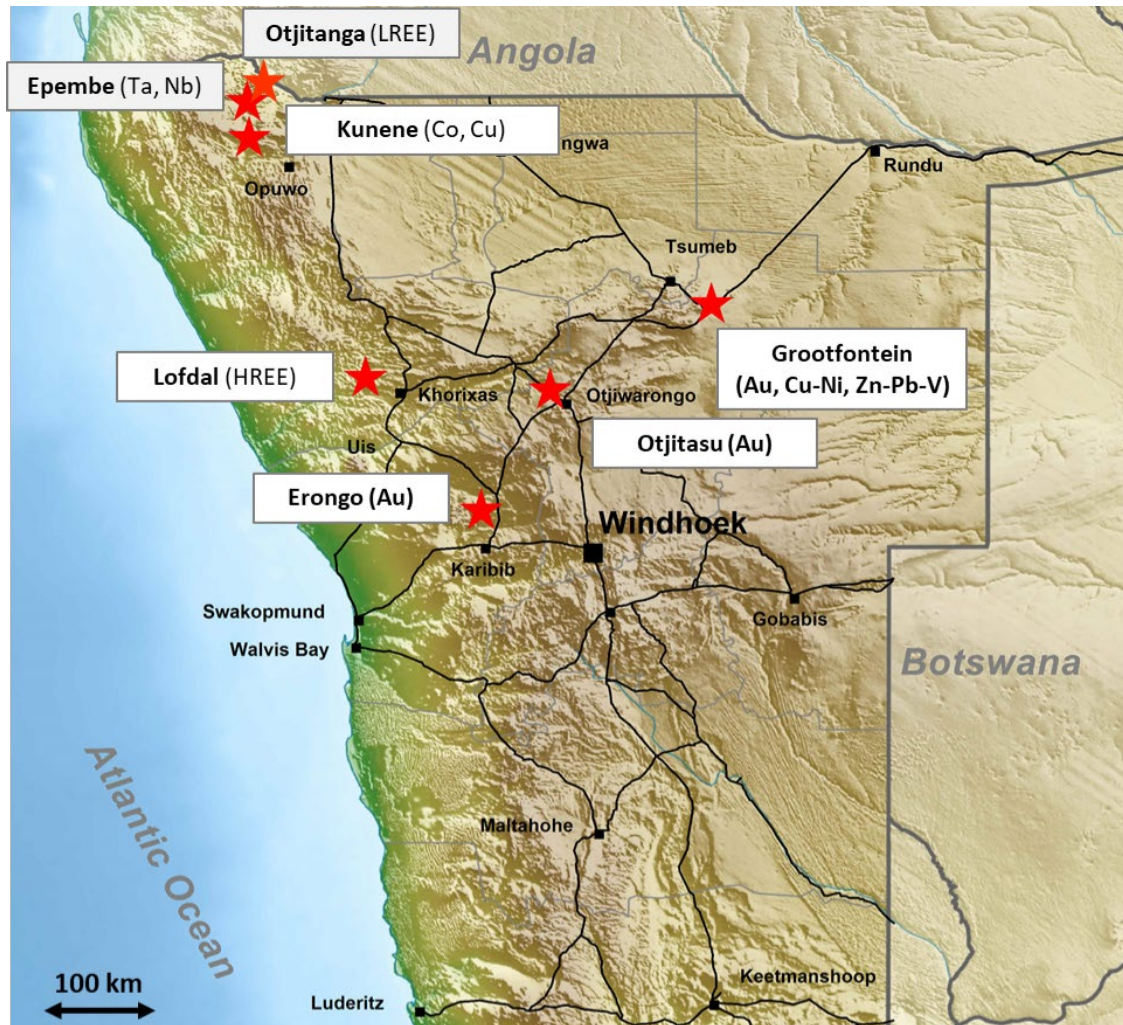 Otjitanga (LREE)
Angola
Epembe (Ta, Nb)
Kunene (Co, Cu)
ngwa
Rundu
Opuwo
Tsumeb
Grootfontein
(Au, Cu-Ni, Zn-Pb-V)
Lofdal (HREE)
Khorixas
Otjiwarongo
Uis
Otjitasu (Au)
Erongo (Au)
Windhoek
Karibib
Swakopmund
Gobabis
Walvis Bay
Botswana
Atlantic Ocean
Maltahohe
100 km
Keetmanshoop
Luderitz